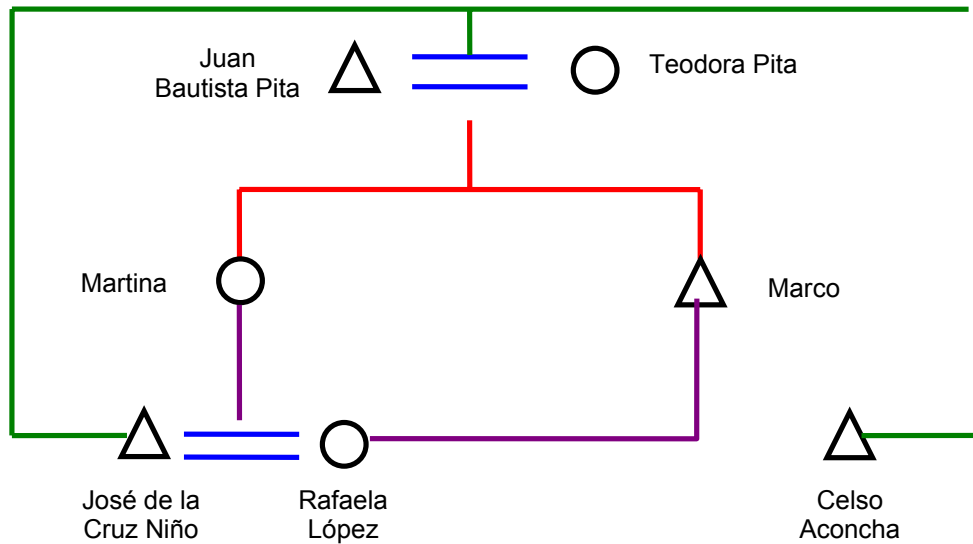 Juan
Bautista Pita
Teodora Pita
Martina
Marco
José de la
Cruz Niño
Rafaela
López
Celso
Aconcha